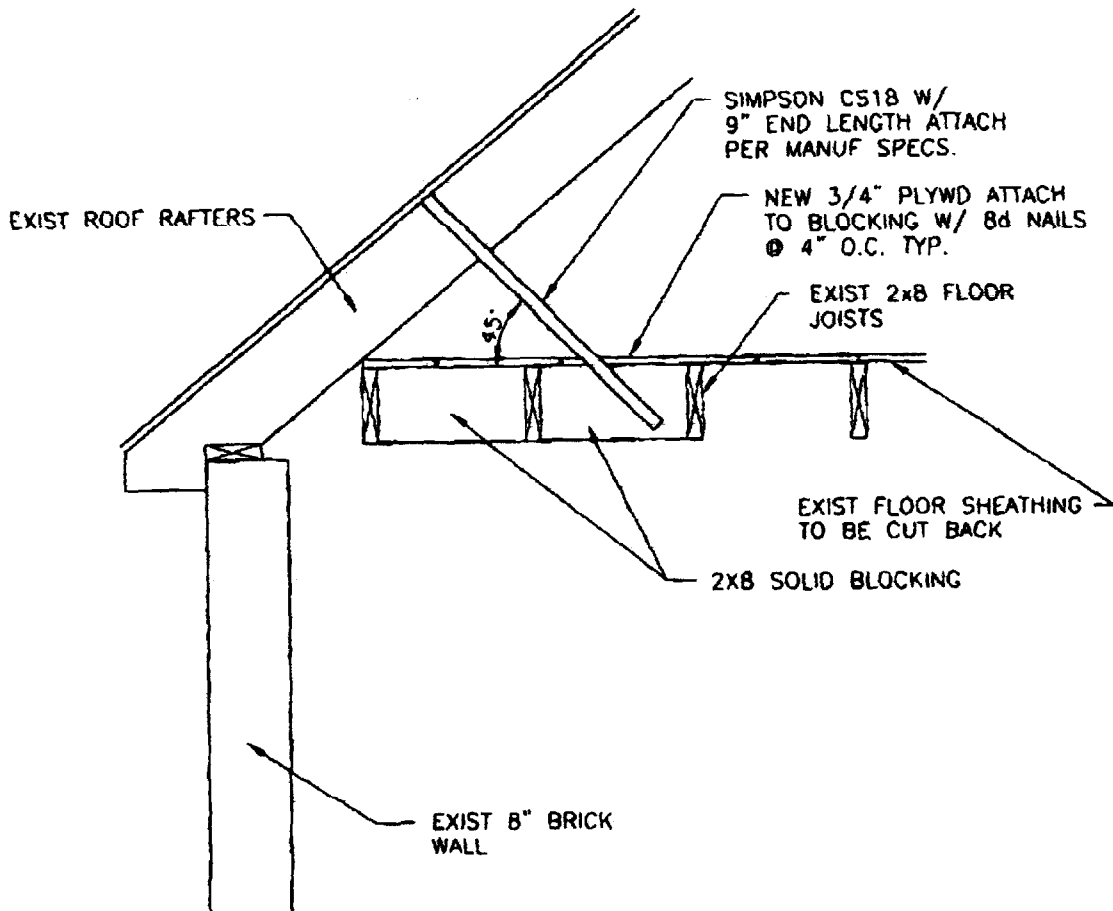 SIMPSON CS18 W/
9" END LENGTH ATTACH
PER MANUF SPECS.
EXIST ROOF RAFTERS
NEW 3/4" PLYWD ATTACH
TO BLOCKING W/ 8d NAILS
@ 4" O.C. TYP.
EXIST 2x8 FLOOR
JOISTS
45°
EXIST FLOOR SHEATHING
TO BE CUT BACK
2X8 SOLID BLOCKING
EXIST 8" BRICK
WALL